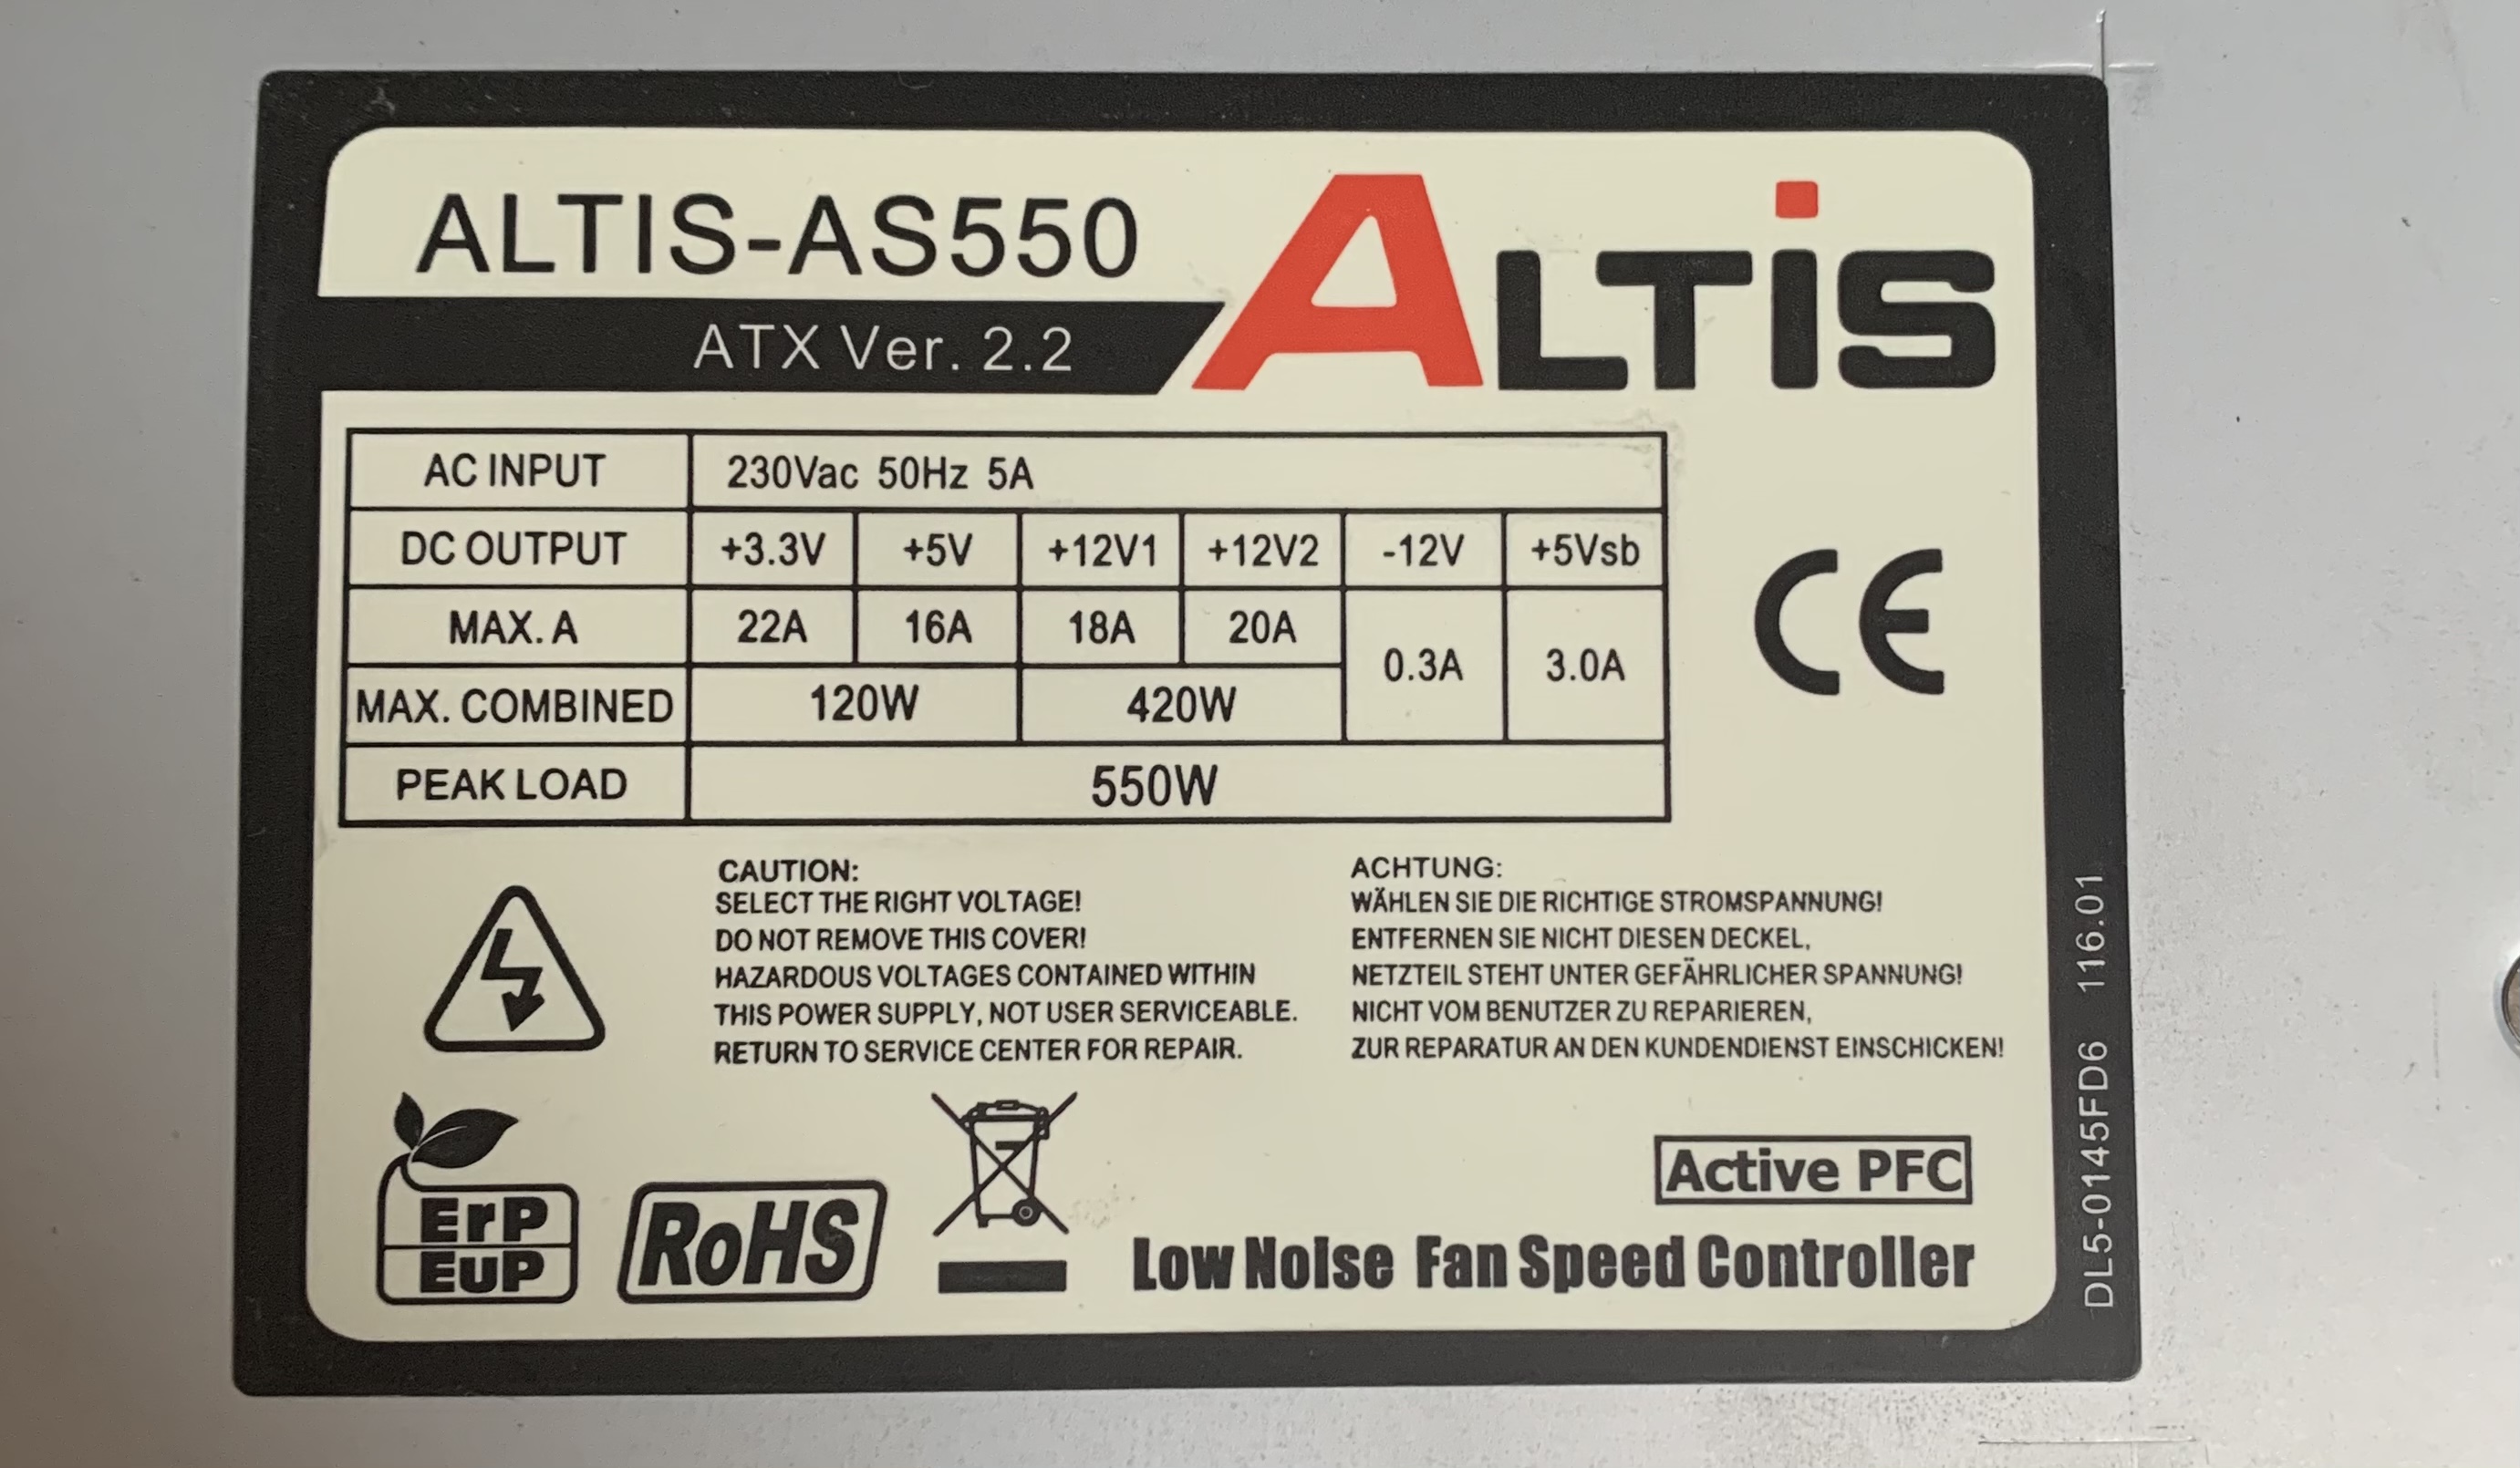 ALTIS-AS550
ALTiS
ATX Ver. 2.2
AC INPUT 230Vac 50Hz 5A
DC OUTPUT +3.3V +5V +12V1 +12V2 -12V +5Vsb
MAX. A 22A 16A 18A 20A 0.3A 3.0A
MAX. COMBINED 120W 420W
PEAK LOAD 550W
CE
CAUTION:
SELECT THE RIGHT VOLTAGE!
DO NOT REMOVE THIS COVER!
HAZARDOUS VOLTAGES CONTAINED WITHIN
THIS POWER SUPPLY, NOT USER SERVICEABLE.
RETURN TO SERVICE CENTER FOR REPAIR.
ACHTUNG:
WÄHLEN SIE DIE RICHTIGE STROMSPANNUNG!
ENTFERNEN SIE NICHT DIESEN DECKEL,
NETZTEIL STEHT UNTER GEFÄHRLICHER SPANNUNG!
NICHT VOM BENUTZER ZU REPARIEREN,
ZUR REPARATUR AN DEN KUNDENDIENST EINSCHICKEN!
ErP
EuP
RoHS
Active PFC
Low Noise Fan Speed Controller
DL5-0145FD6 116.01